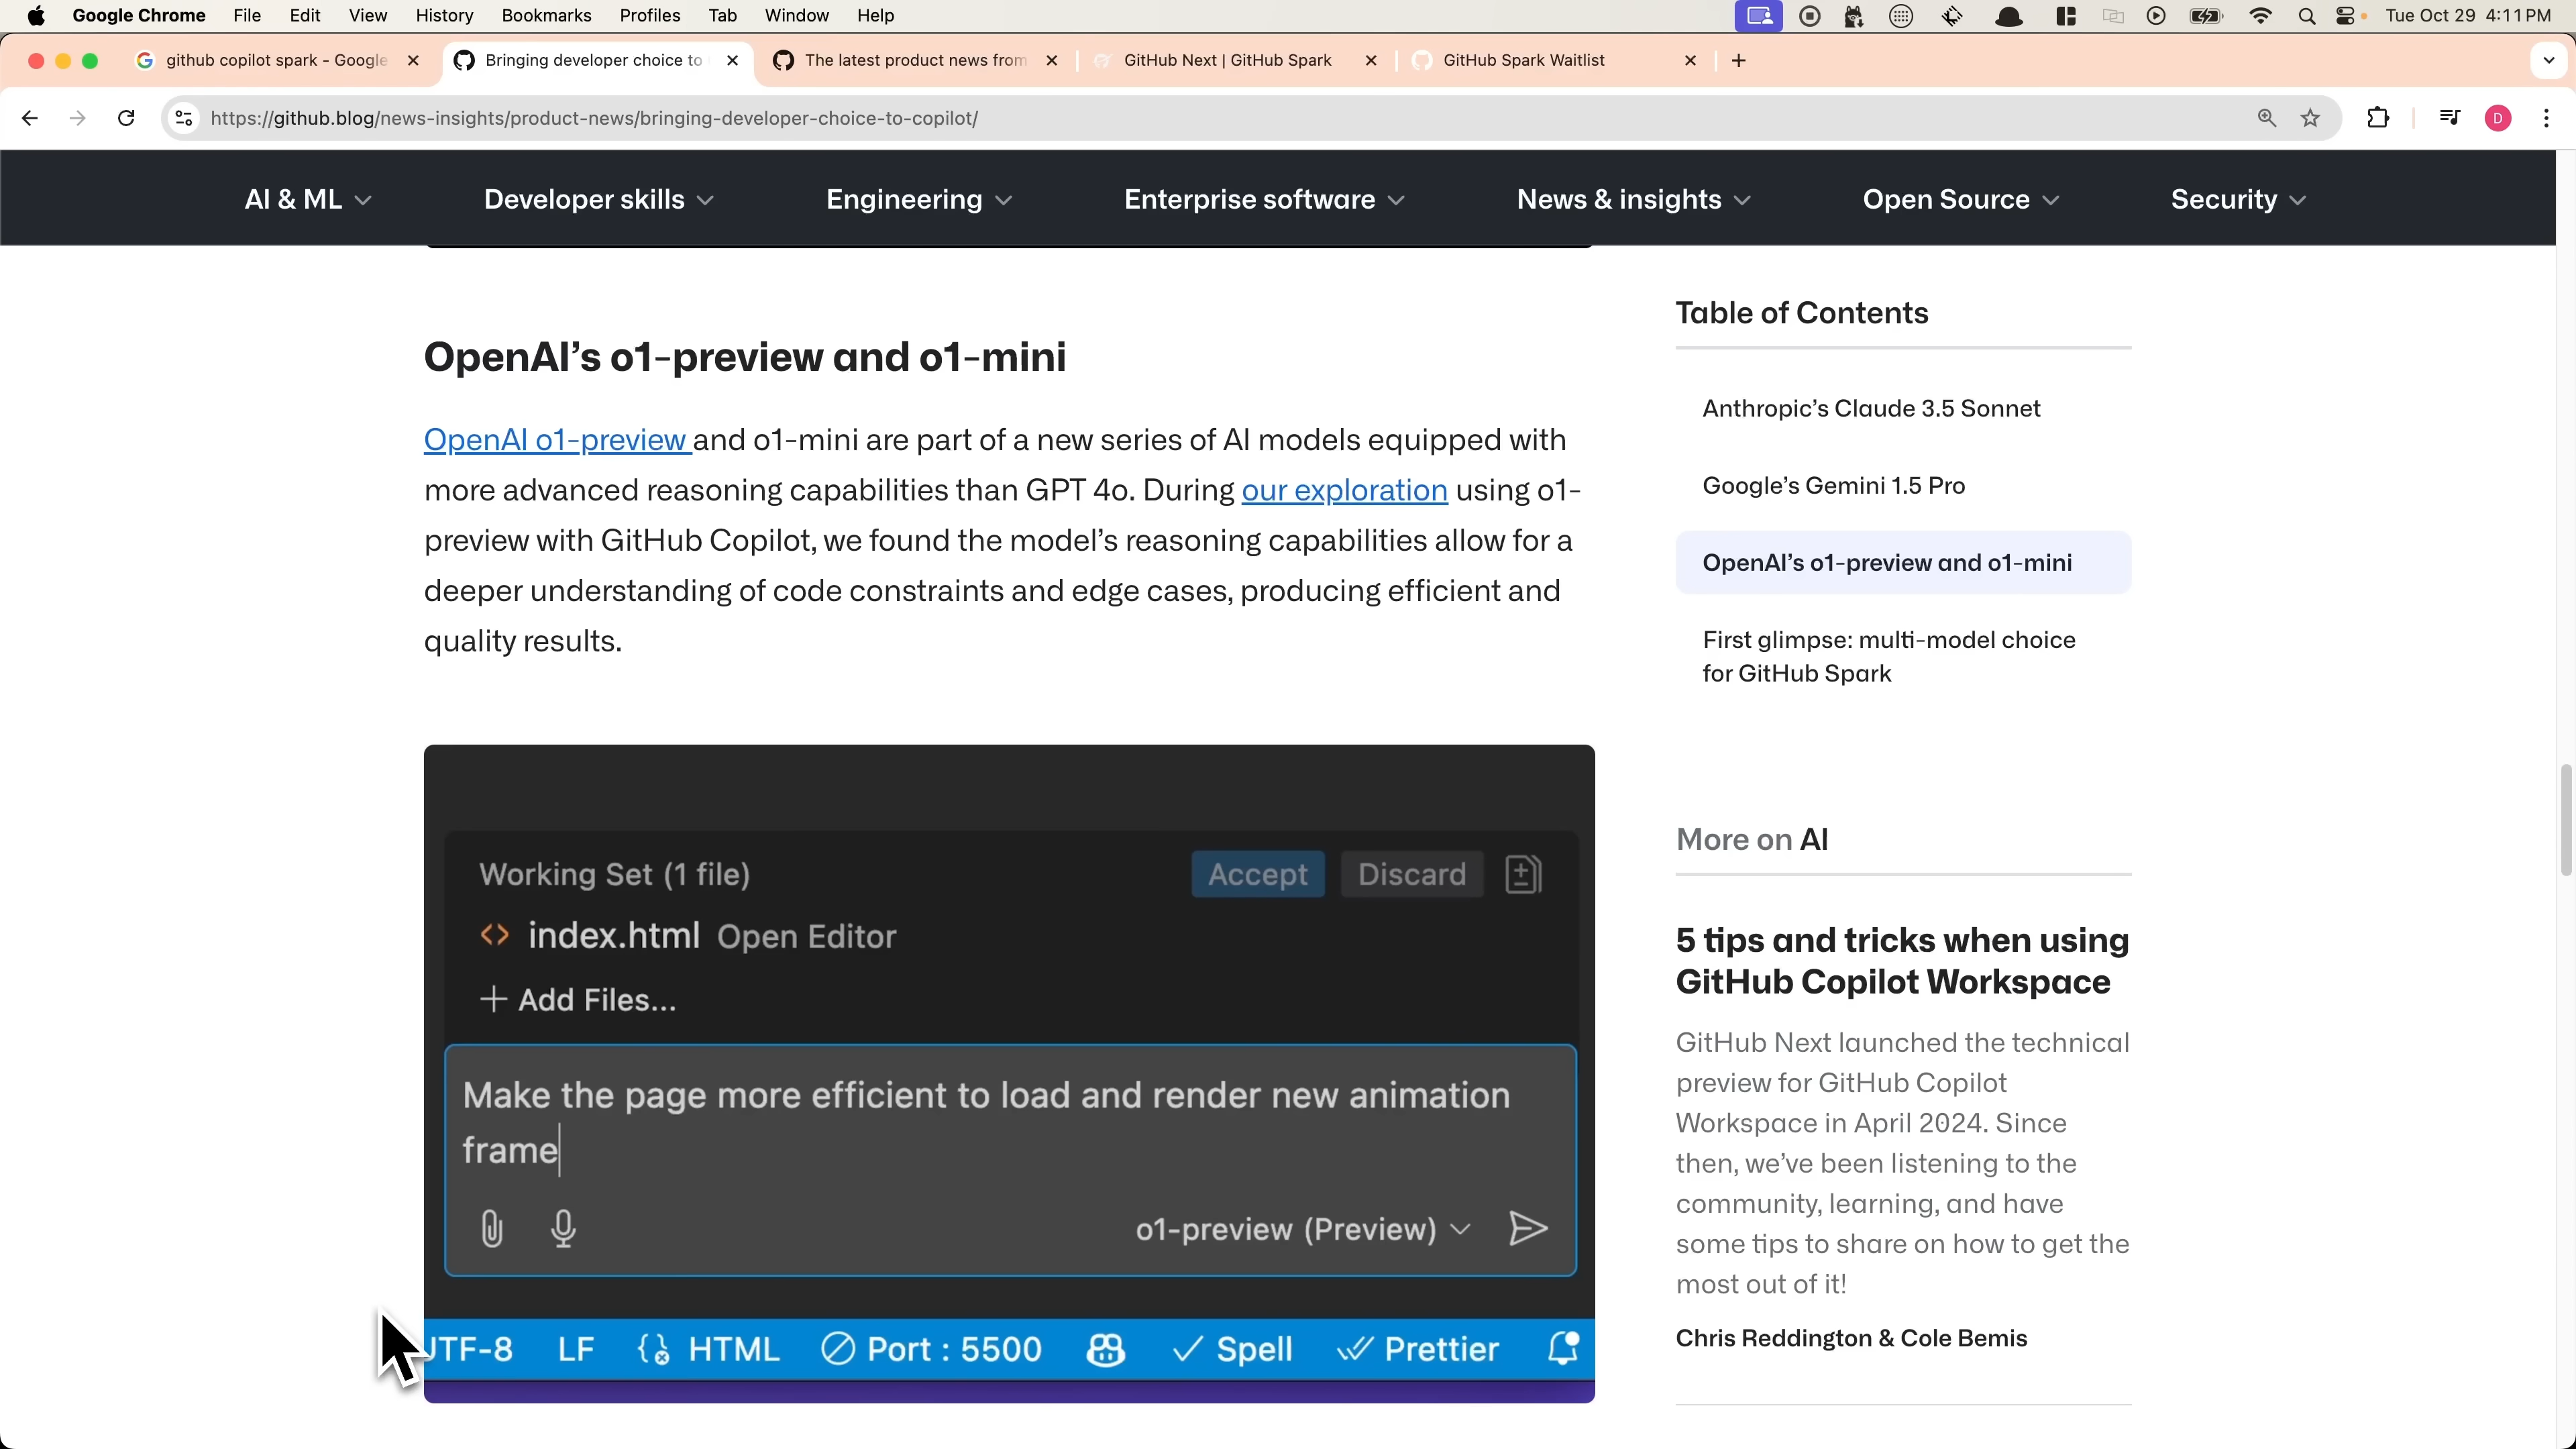 Google Chrome File Edit View History Bookmarks Profiles Tab Window Help Tue Oct 29 4:11 PM
github copilot spark - Google
Bringing developer choice to
The latest product news from
GitHub Next | GitHub Spark
GitHub Spark Waitlist
https://github.blog/news-insights/product-news/bringing-developer-choice-to-copilot/
D
AI & ML Developer skills Engineering Enterprise software News & insights Open Source Security
OpenAI’s o1-preview and o1-mini
OpenAI o1-preview and o1-mini are part of a new series of AI models equipped with
more advanced reasoning capabilities than GPT 4o. During our exploration using o1-
preview with GitHub Copilot, we found the model’s reasoning capabilities allow for a
deeper understanding of code constraints and edge cases, producing efficient and
quality results.
Working Set (1 file) Accept Discard
index.html Open Editor
+ Add Files...
Make the page more efficient to load and render new animation
frame
o1-preview (Preview)
UTF-8 LF HTML Port : 5500 Spell Prettier
Table of Contents
Anthropic’s Claude 3.5 Sonnet
Google’s Gemini 1.5 Pro
OpenAI’s o1-preview and o1-mini
First glimpse: multi-model choice
for GitHub Spark
More on AI
5 tips and tricks when using
GitHub Copilot Workspace
GitHub Next launched the technical
preview for GitHub Copilot
Workspace in April 2024. Since
then, we’ve been listening to the
community, learning, and have
some tips to share on how to get the
most out of it!
Chris Reddington & Cole Bemis